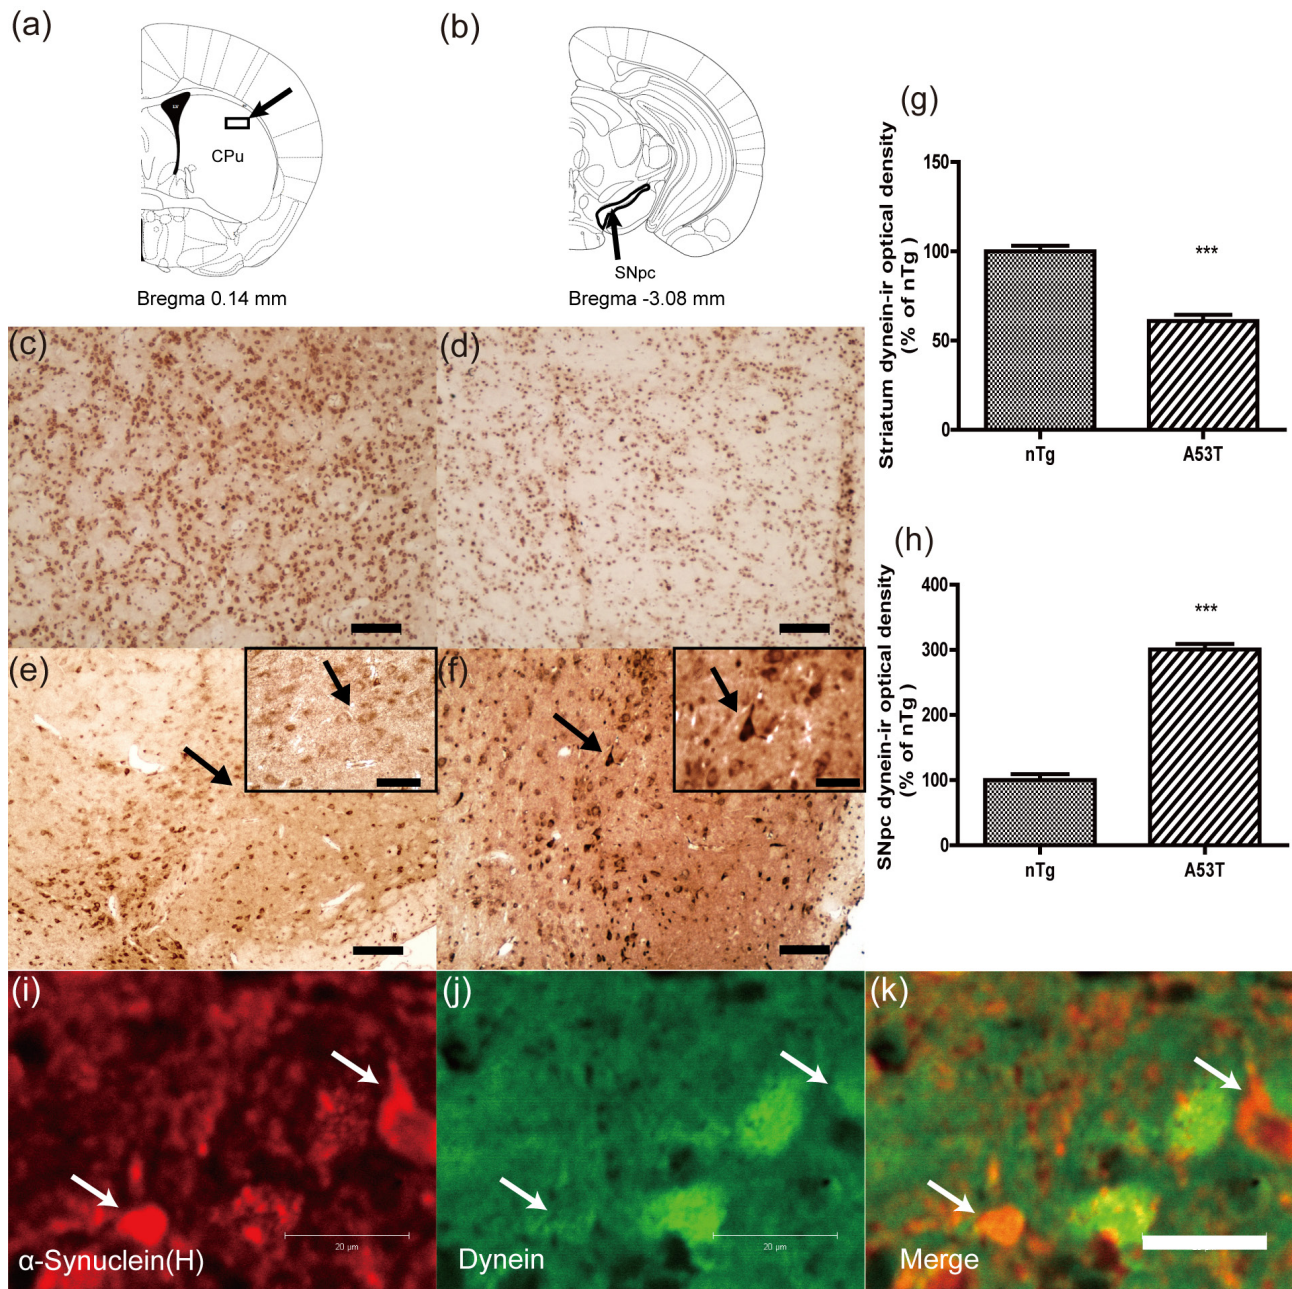 (a)
LV
CPu
Bregma 0.14 mm
(b)
SNpc
Bregma -3.08 mm
(c)
(d)
(e)
(f)
(g)
Striatum dynein-ir optical density
(% of nTg )
150
100
50
0
***
nTg
A53T
(h)
SNpc dynein-ir optical density
(% of nTg )
400
300
200
100
0
***
nTg
A53T
(i)
α-Synuclein(H)
20 µm
(j)
Dynein
20 µm
(k)
Merge